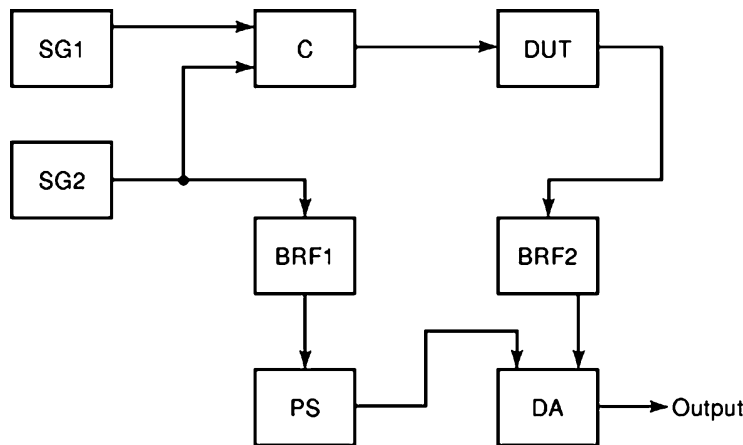 SG1
C
DUT
SG2
BRF1
BRF2
PS
DA
Output